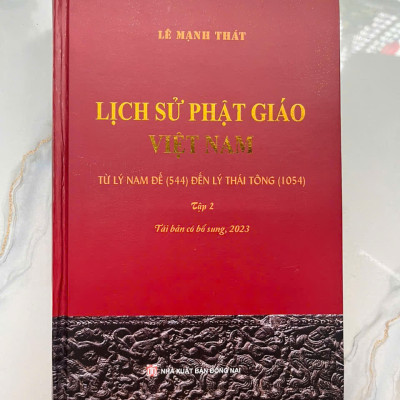 LÊ MẠNH THÁT
LỊCH SỬ PHẬT GIÁO
VIỆT NAM
TỪ LÝ NAM ĐẾ (544) ĐẾN LÝ THÁI TÔNG (1054)
Tập 2
Tái bản có bổ sung, 2023
NHÀ XUẤT BẢN ĐỒNG NAI